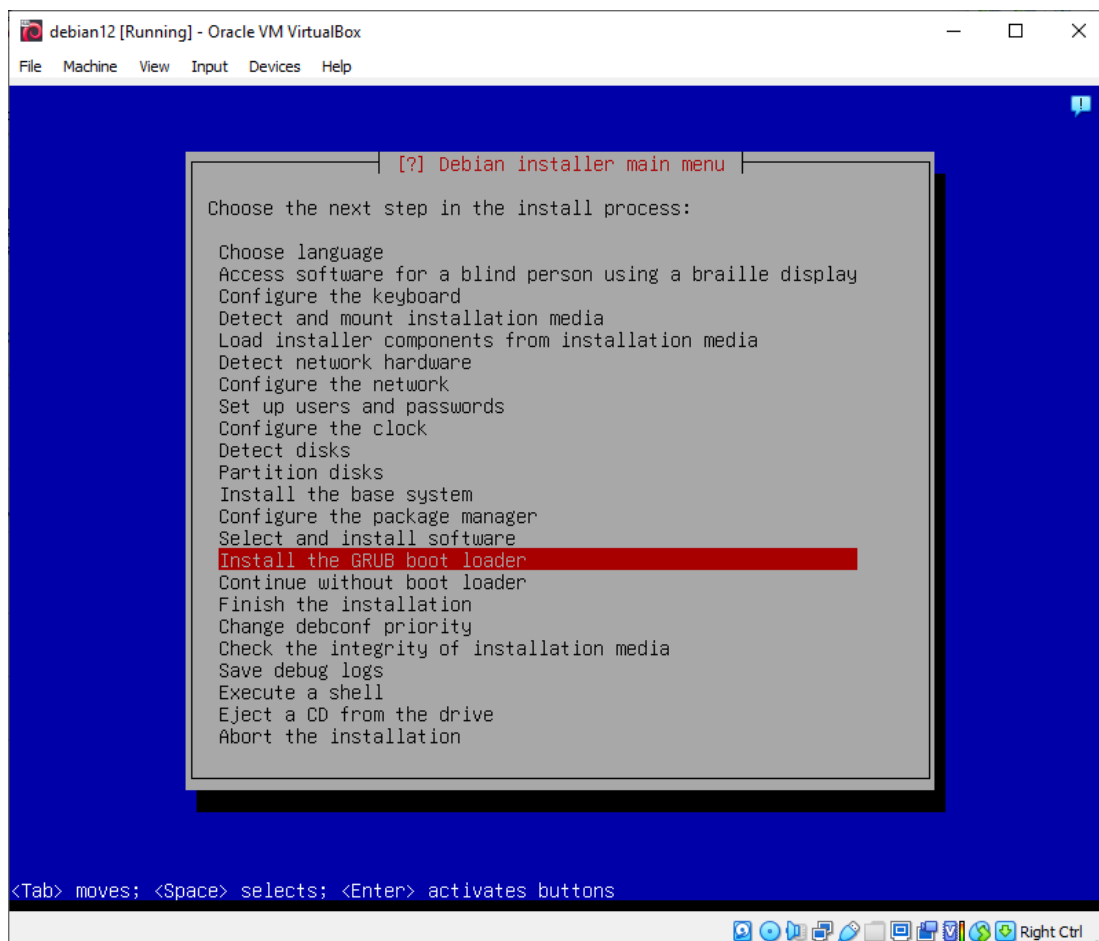 debian12 [Running] - Oracle VM VirtualBox
File Machine View Input Devices Help
[?] Debian installer main menu
Choose the next step in the install process:
Choose language
Access software for a blind person using a braille display
Configure the keyboard
Detect and mount installation media
Load installer components from installation media
Detect network hardware
Configure the network
Set up users and passwords
Configure the clock
Detect disks
Partition disks
Install the base system
Configure the package manager
Select and install software
Install the GRUB boot loader
Continue without boot loader
Finish the installation
Change debconf priority
Check the integrity of installation media
Save debug logs
Execute a shell
Eject a CD from the drive
Abort the installation
<Tab> moves; <Space> selects; <Enter> activates buttons
Right Ctrl